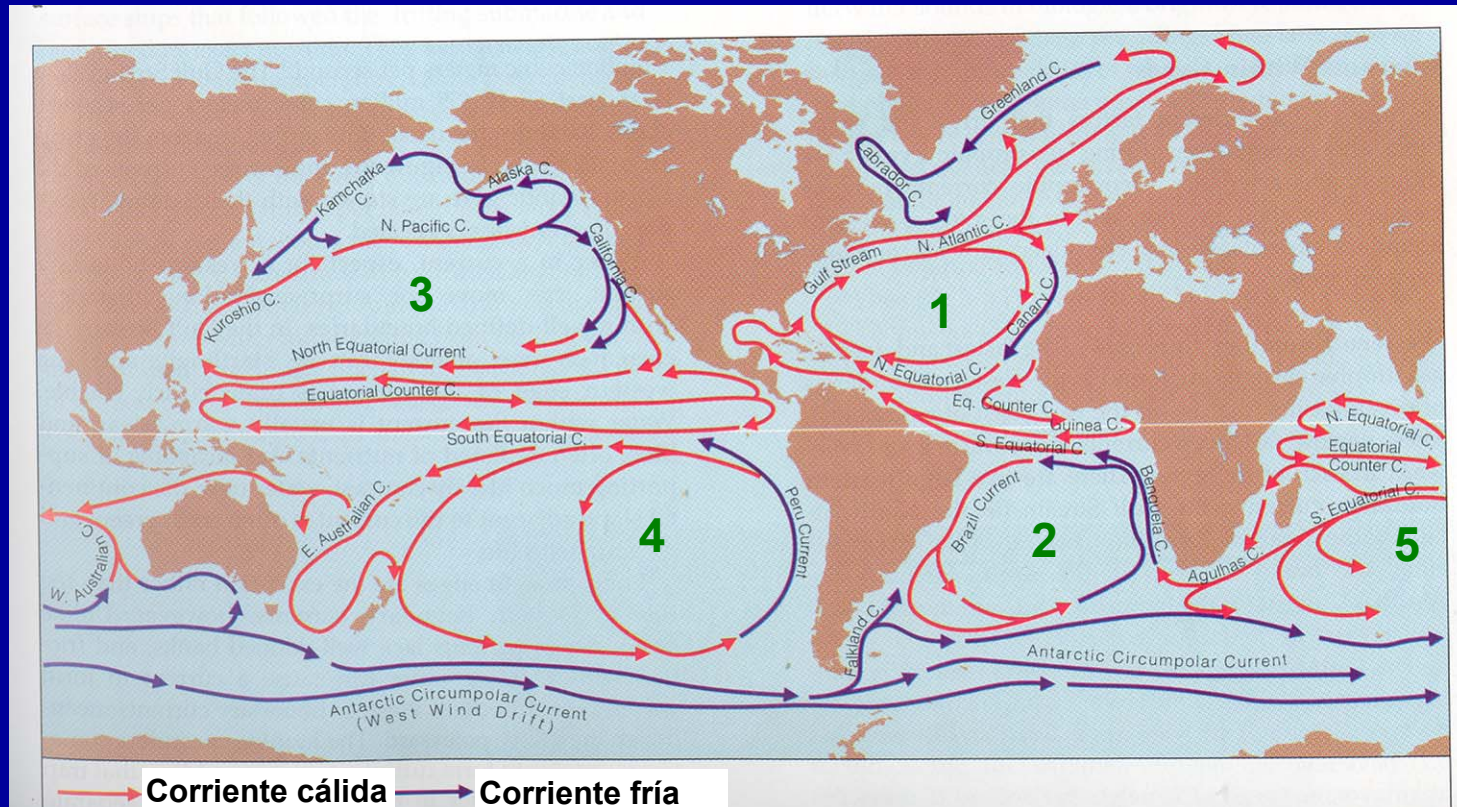 Greenland C.
Labrador C.
Alaska C.
Kamchatka
C.
N. Pacific C.
California C.
N. Atlantic C.
Gulf Stream
3
1
Kuroshio C.
Canary C.
North Equatorial Current
N. Equatorial C.
Equatorial Counter C.
Eq. Counter C.
Guinea C.
N. Equatorial C.
South Equatorial C.
S. Equatorial C.
Equatorial
Counter C.
E. Australian C.
Peru Current
Brazil Current
Benguela C.
S. Equatorial C.
4
2
5
W. Australian C.
Agulhas C.
Falkland C.
Antarctic Circumpolar Current
Antarctic Circumpolar Current
(West Wind Drift)
Corriente cálida
Corriente fría